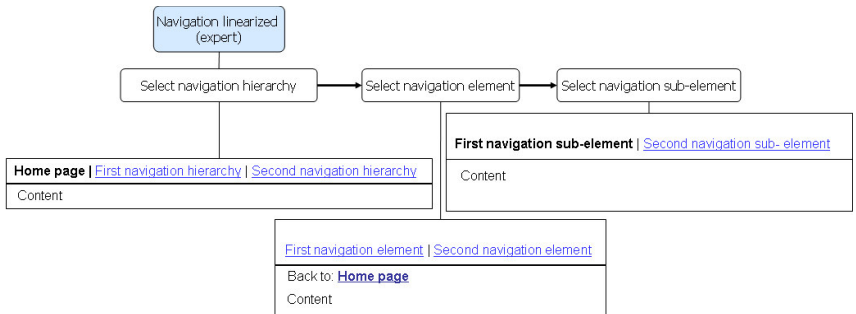 Navigation linearized
(expert)
Select navigation hierarchy
Select navigation element
Select navigation sub-element
First navigation sub-element | Second navigation sub- element
Content
Home page | First navigation hierarchy | Second navigation hierarchy
Content
First navigation element | Second navigation element
Back to: Home page
Content